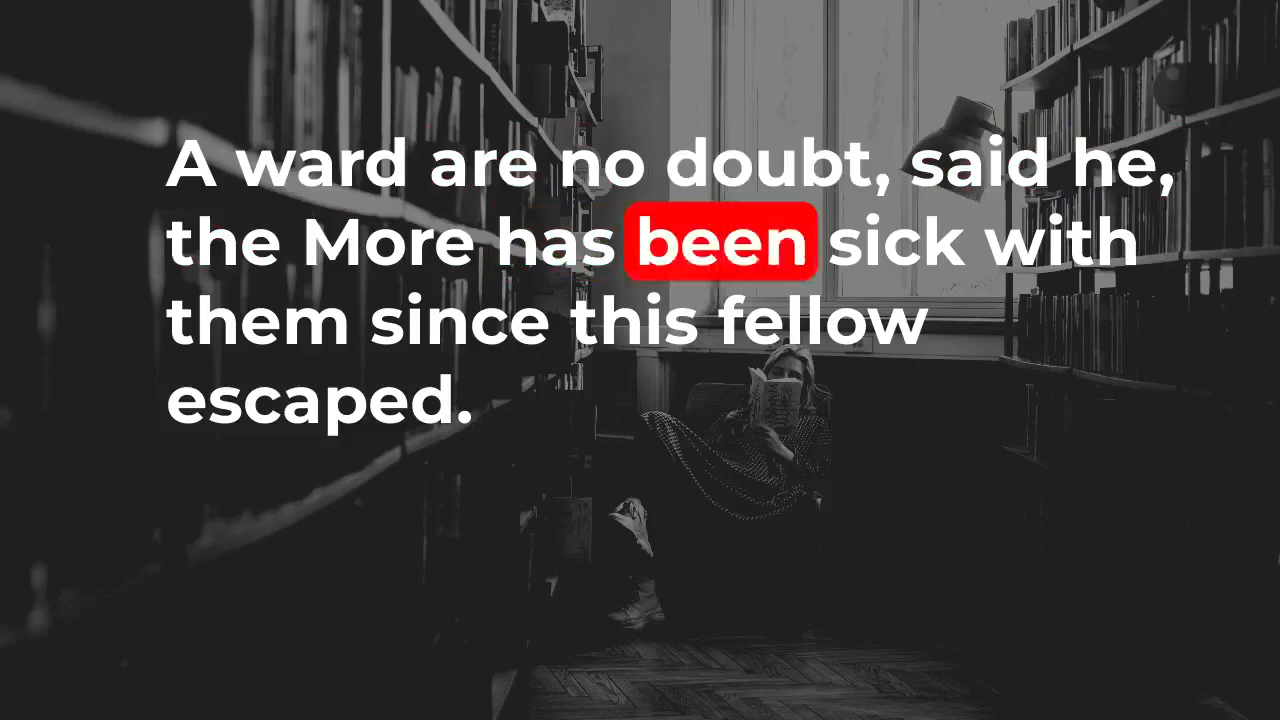 A ward are no doubt, said he,
the More has been sick with
them since this fellow
escaped.